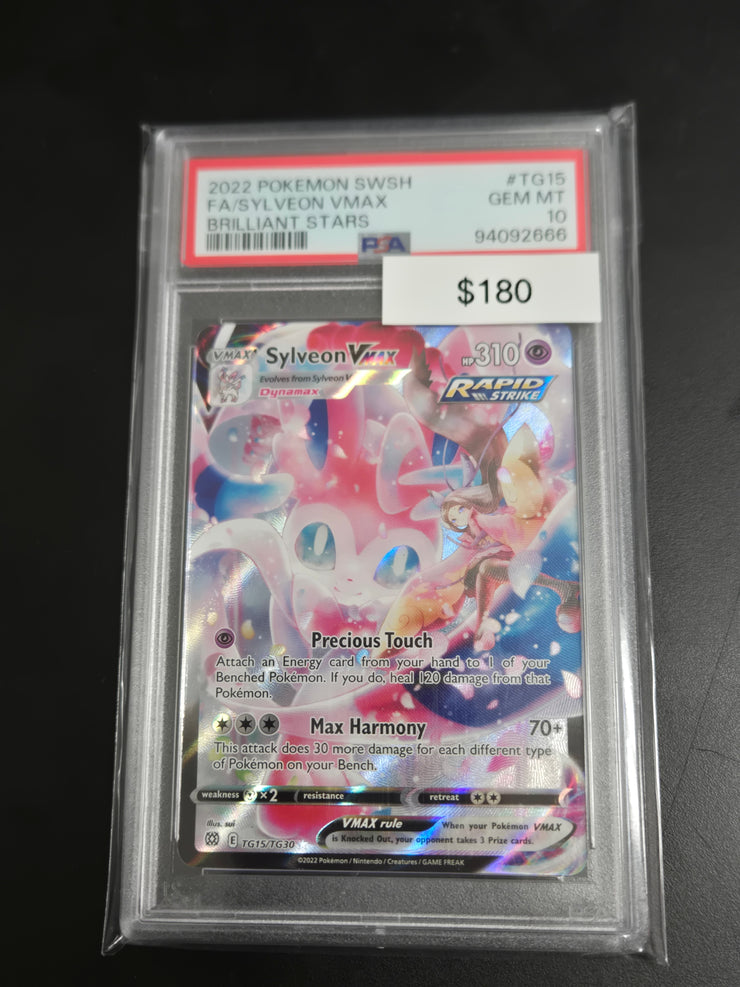 2022 POKEMON SWSH #TG15
FA/SYLVEON VMAX GEM MT
BRILLIANT STARS 10
PSA 94092666
$180
VMAX Sylveon VMAX HP 310
Evolves from Sylveon V
Dynamax
RAPID
STRIKE
Precious Touch
Attach an Energy card from your hand to 1 of your
Benched Pokémon. If you do, heal 120 damage from that
Pokémon.
Max Harmony 70+
This attack does 30 more damage for each different type
of Pokémon on your Bench.
weakness ×2 resistance retreat
Illus. sui
VMAX rule When your Pokémon VMAX
is Knocked Out, your opponent takes 3 Prize cards.
E TG15/TG30
©2022 Pokémon / Nintendo / Creatures / GAME FREAK